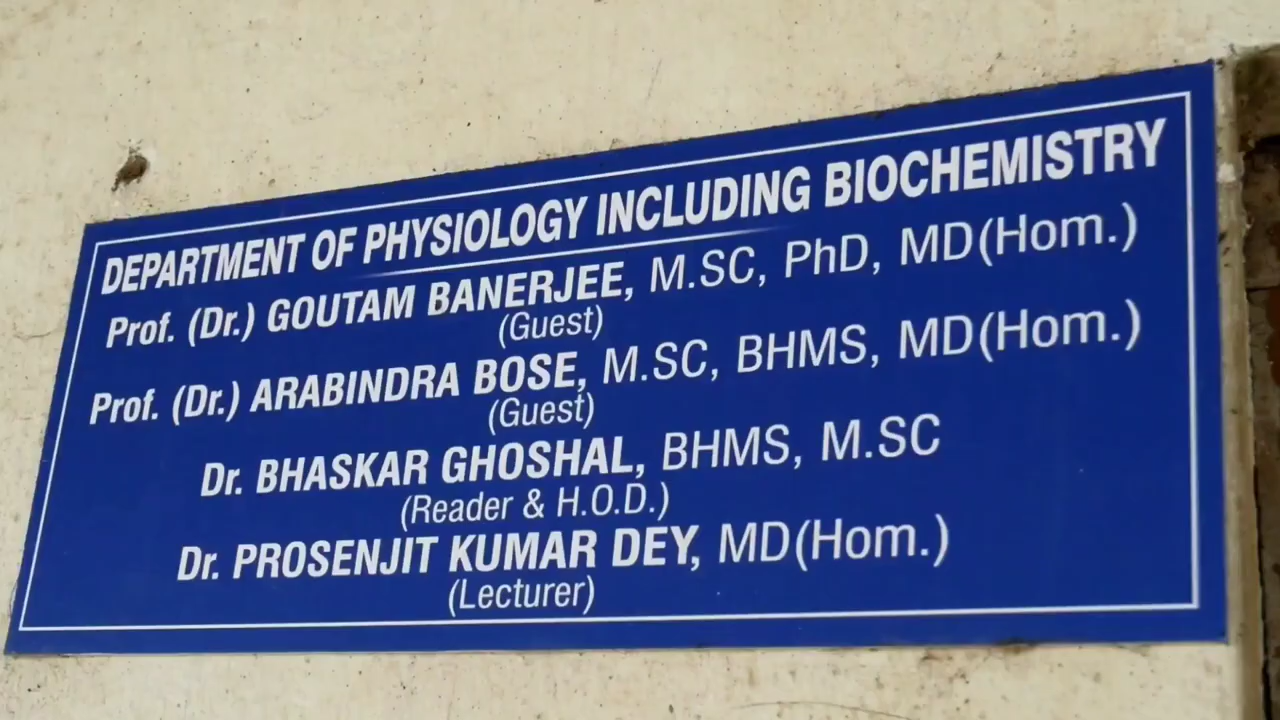 DEPARTMENT OF PHYSIOLOGY INCLUDING BIOCHEMISTRY
Prof. (Dr.) GOUTAM BANERJEE, M.SC, PhD, MD(Hom.)
(Guest)
Prof. (Dr.) ARABINDRA BOSE, M.SC, BHMS, MD(Hom.)
(Guest)
Dr. BHASKAR GHOSHAL, BHMS, M.SC
(Reader & H.O.D.)
Dr. PROSENJIT KUMAR DEY, MD(Hom.)
(Lecturer)